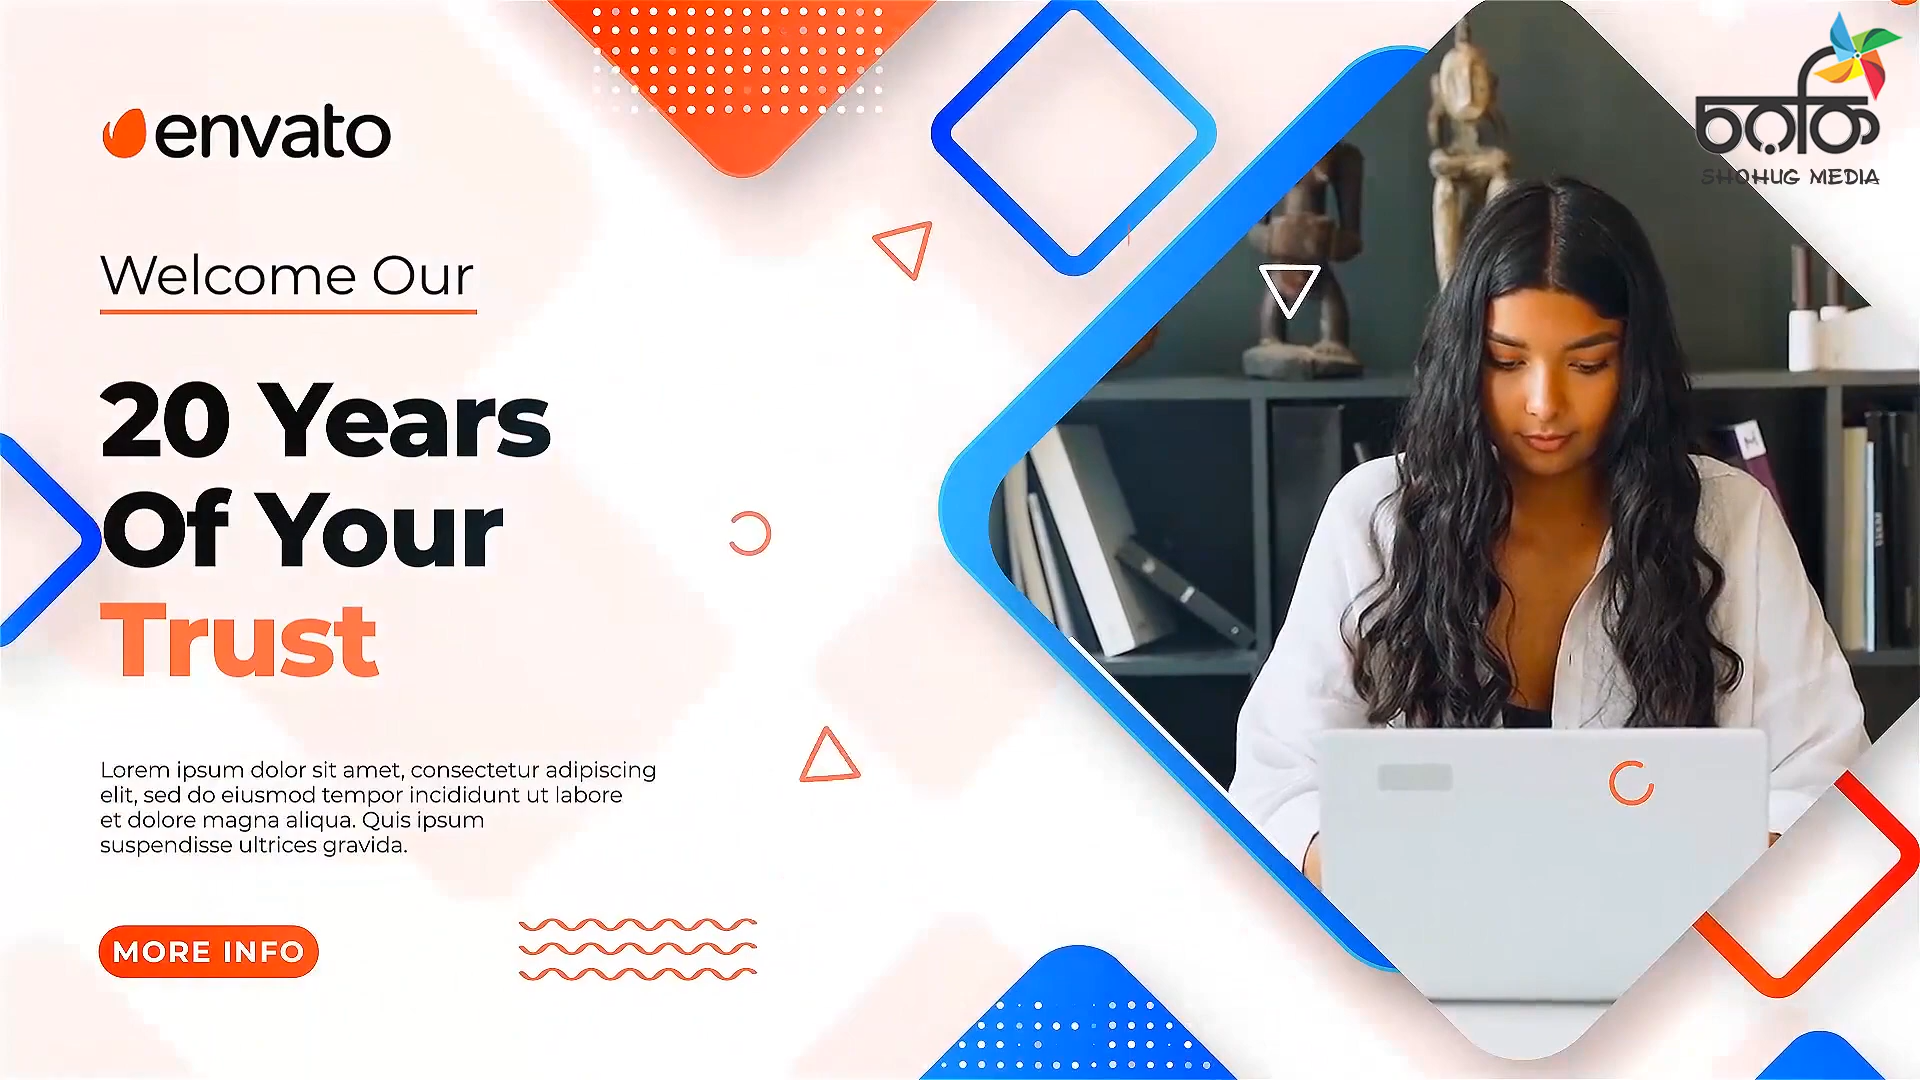 envato
Welcome Our
20 Years
Of Your
Trust
Lorem ipsum dolor sit amet, consectetur adipiscing
elit, sed do eiusmod tempor incididunt ut labore
et dolore magna aliqua. Quis ipsum
suspendisse ultrices gravida.
MORE INFO
SHOHUG MEDIA